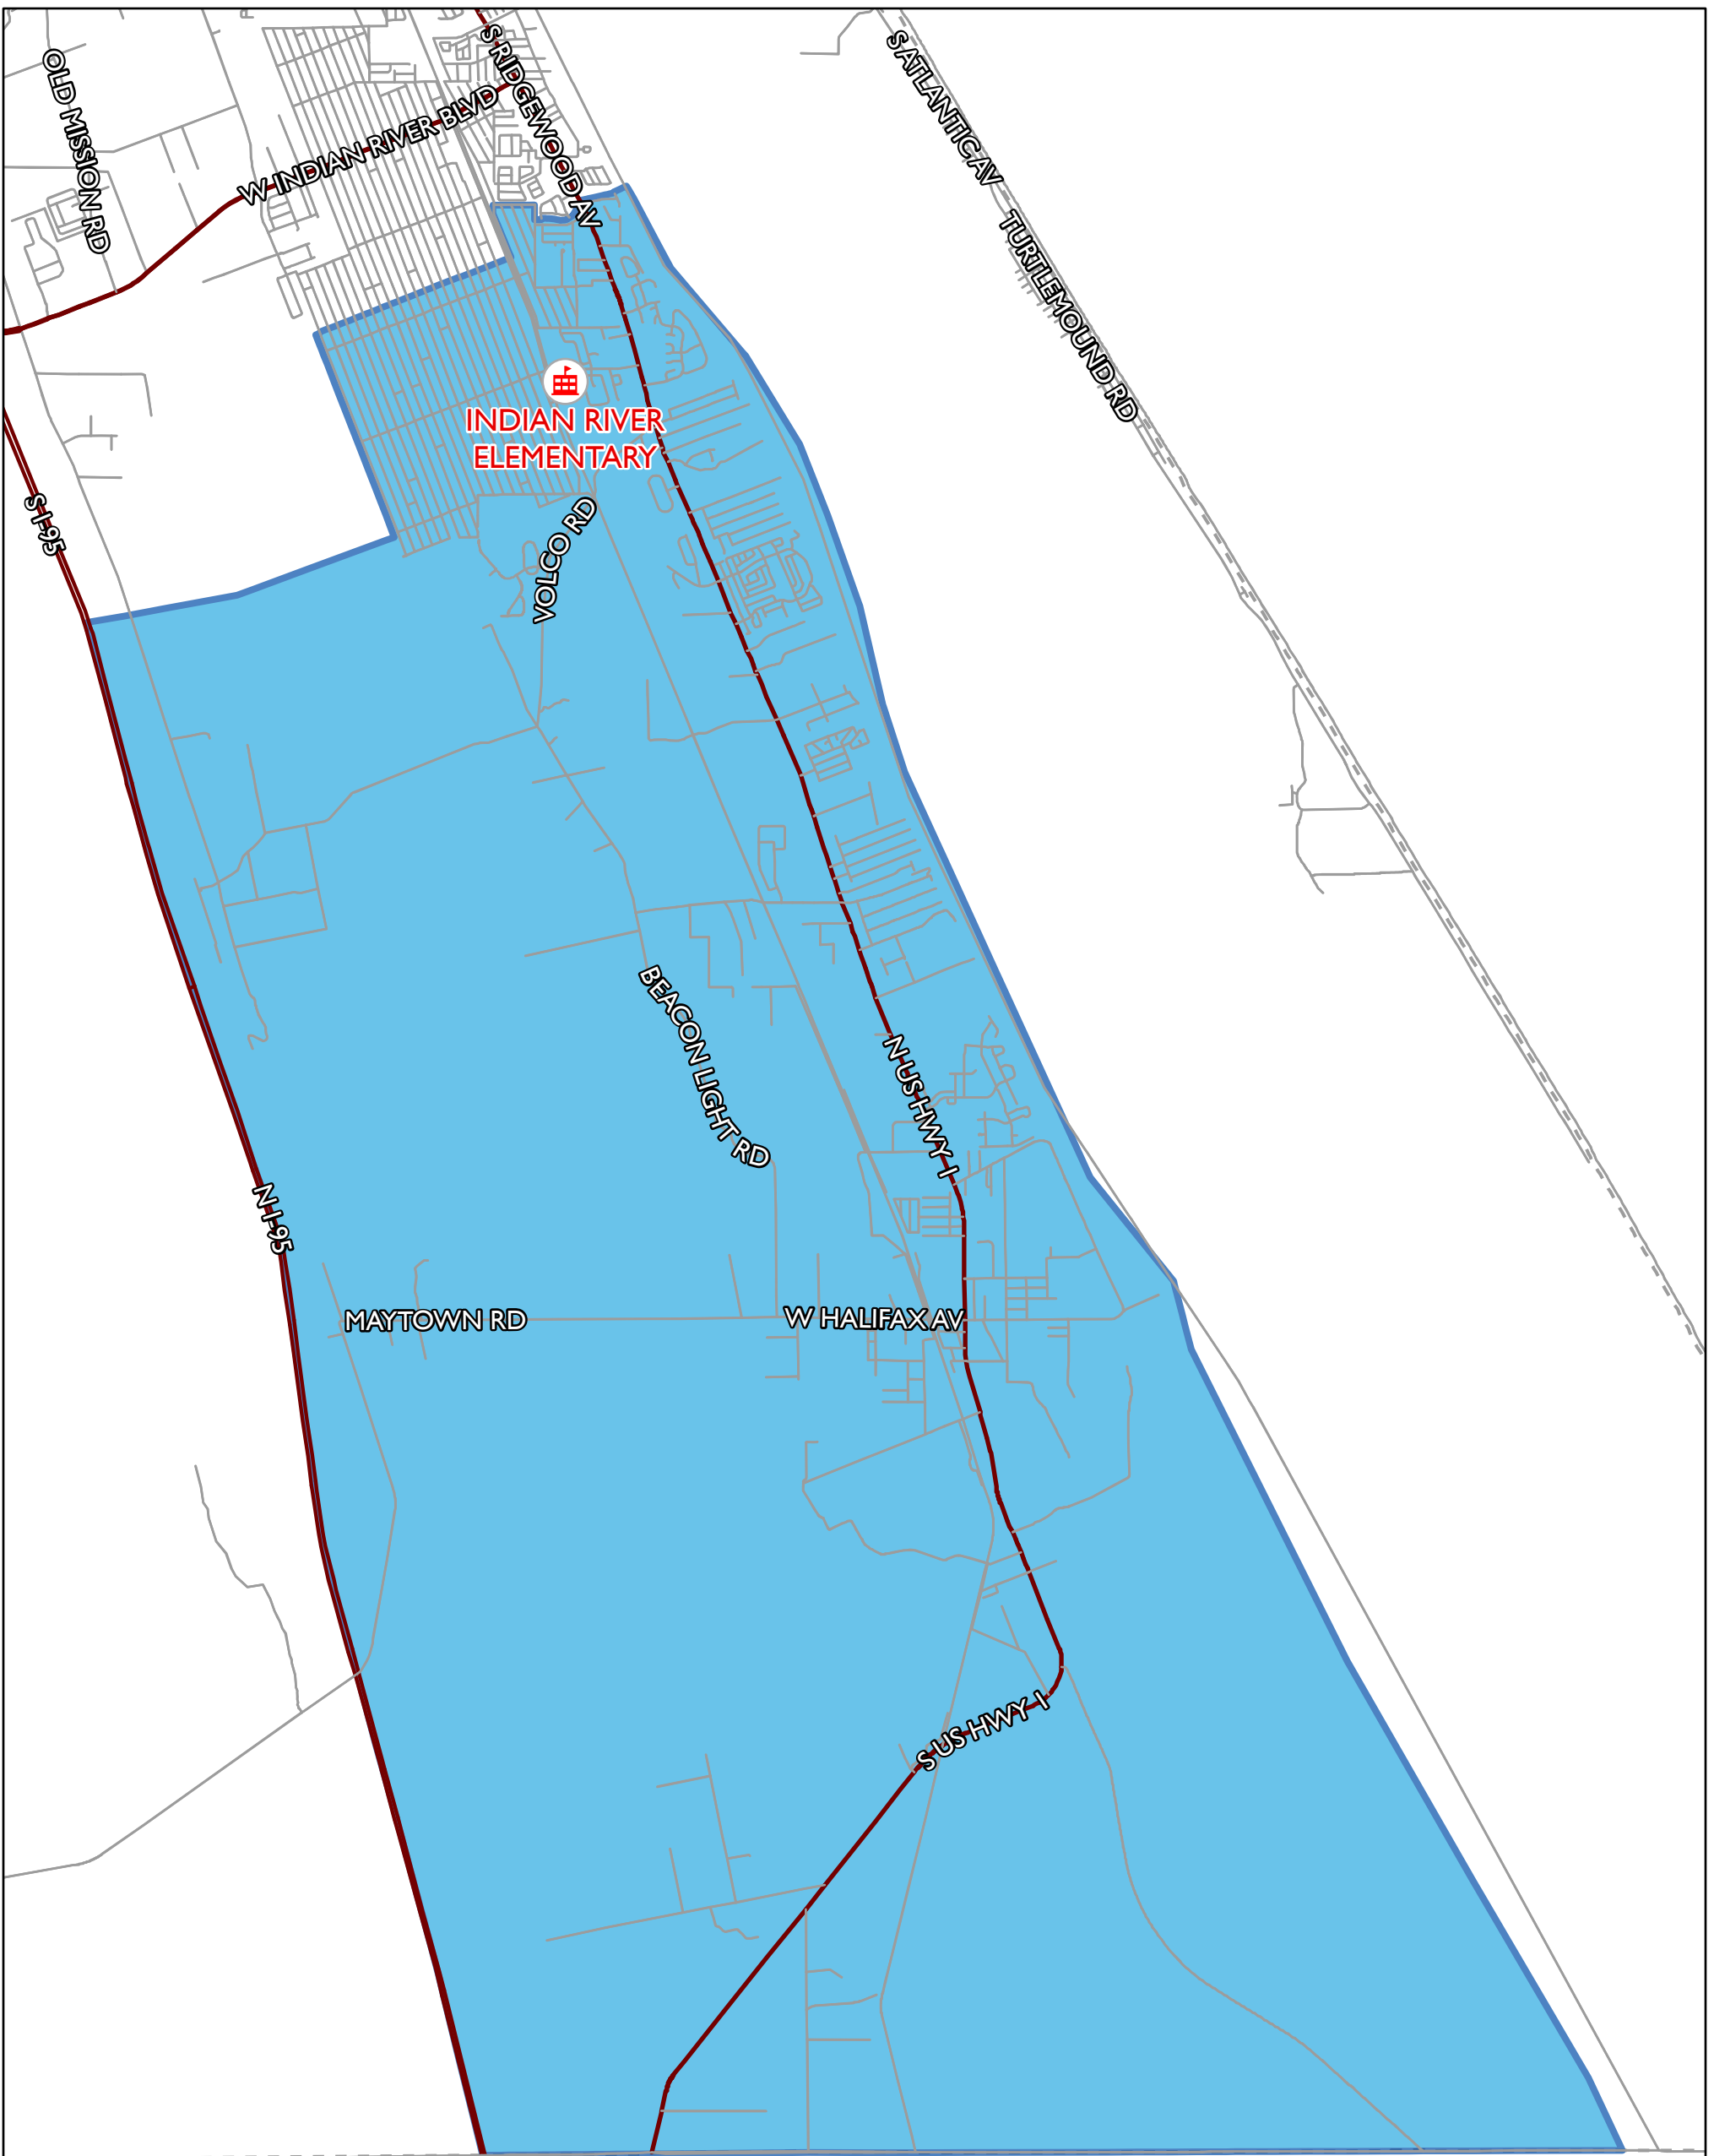 S RIDGEWOOD AV
S ATLANTIC AV
OLD MISSION RD
W INDIAN RIVER BLVD
TURTLEMOUND RD
INDIAN RIVER
ELEMENTARY
S I-95
VOLCO RD
BEACON LIGHT RD
N US HWY 1
N I-95
MAYTOWN RD
W HALIFAX AV
S US HWY 1